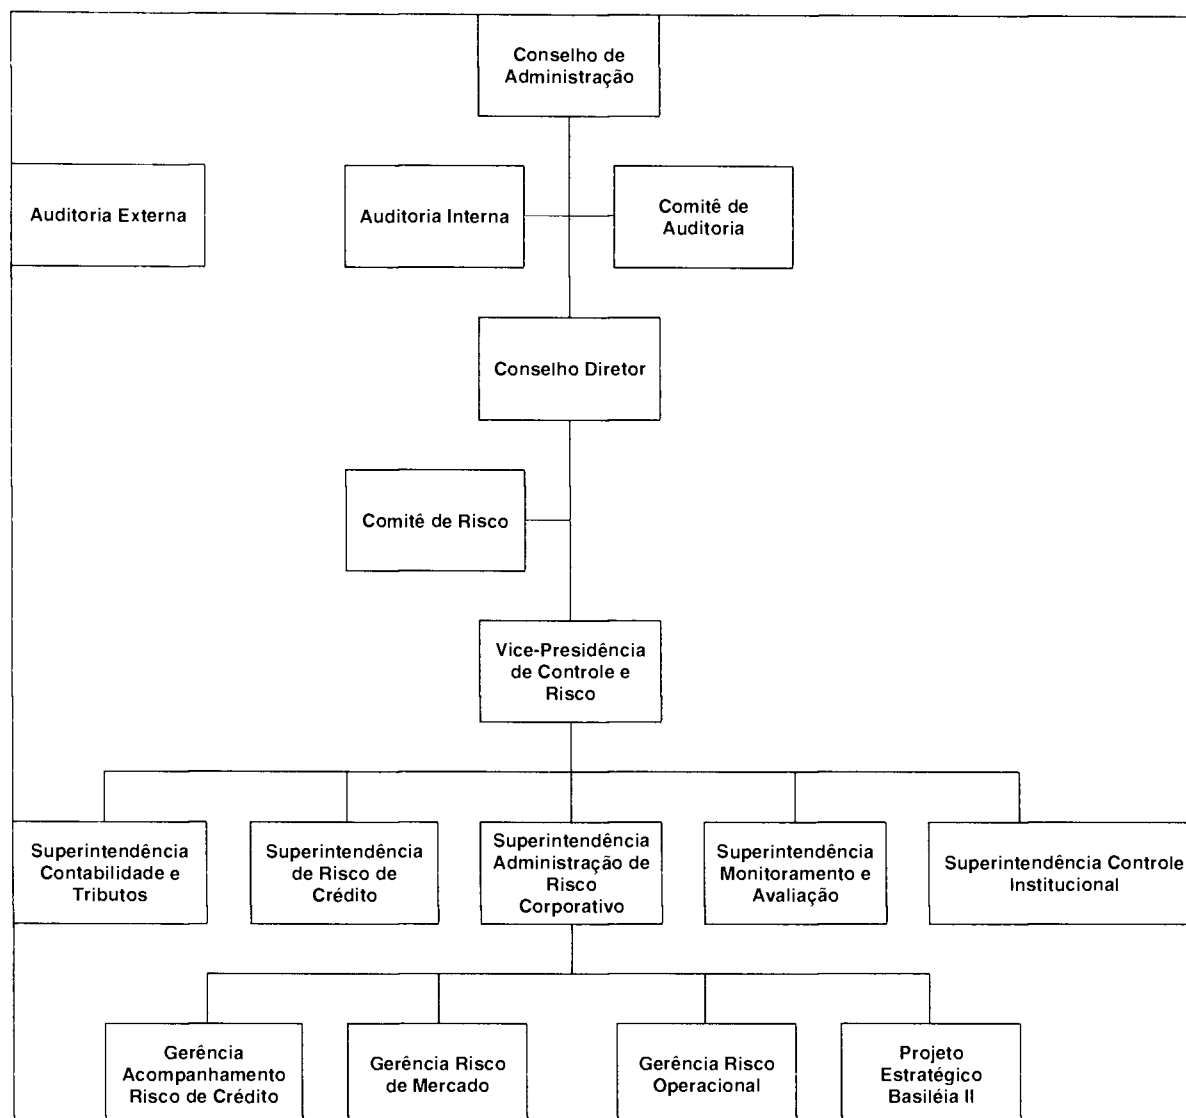 Conselho de
Administração
Auditoria Externa
Auditoria Interna
Comitê de
Auditoria
Conselho Diretor
Comitê de Risco
Vice-Presidência
de Controle e
Risco
Superintendência
Contabilidade e
Tributos
Superintendência
de Risco de
Crédito
Superintendência
Administração de
Risco
Corporativo
Superintendência
Monitoramento e
Avaliação
Superintendência Controle
Institucional
Gerência
Acompanhamento
Risco de Crédito
Gerência Risco
de Mercado
Gerência Risco
Operacional
Projeto
Estratégico
Basiléia II